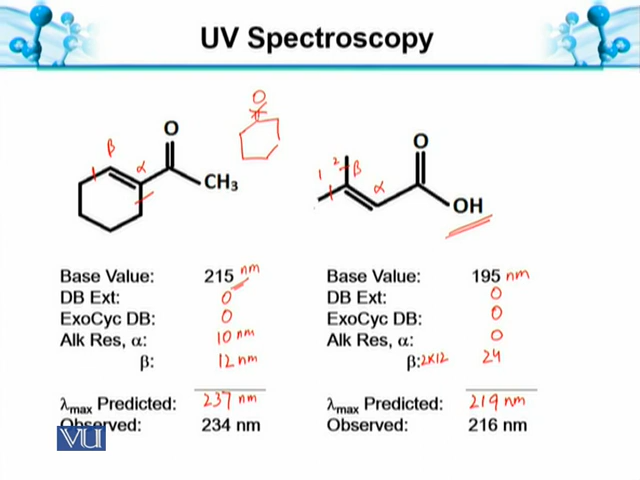 UV Spectroscopy
O
β
α
O
CH3
O
1 2 β
α
OH
Base Value: 215 nm
DB Ext: 0
ExoCyc DB: 0
Alk Res, α: 10 nm
β: 12 nm
λmax Predicted: 237 nm
Observed: 234 nm
Base Value: 195 nm
DB Ext: 0
ExoCyc DB: 0
Alk Res, α: 0
β: 2x12 24
λmax Predicted: 219 nm
Observed: 216 nm
VU